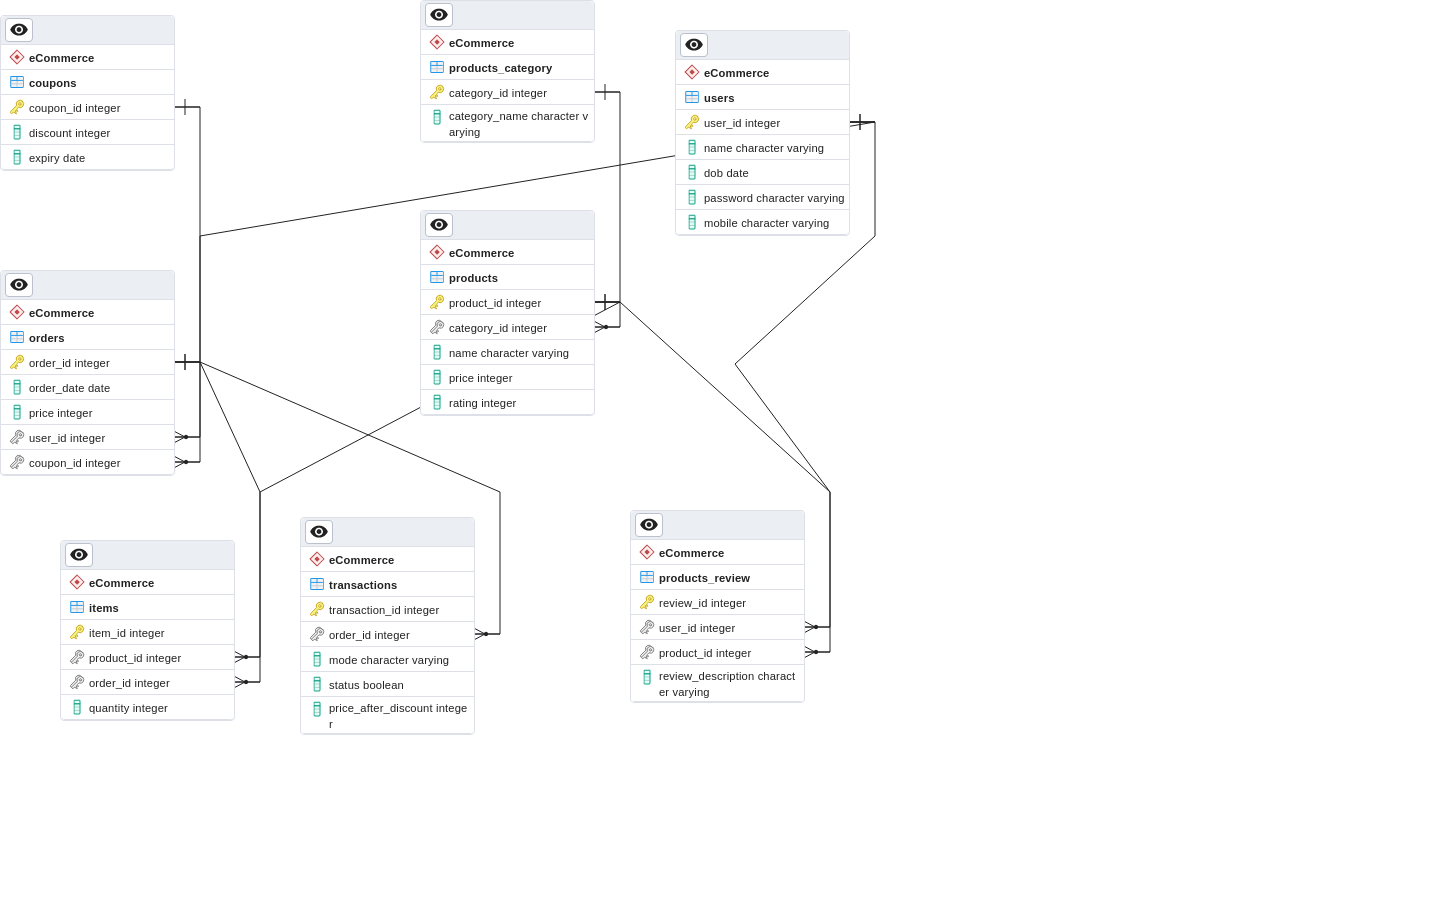 eCommerce
coupons
coupon_id integer
discount integer
expiry date
eCommerce
products_category
category_id integer
category_name character v
arying
eCommerce
users
user_id integer
name character varying
dob date
password character varying
mobile character varying
eCommerce
products
product_id integer
category_id integer
name character varying
price integer
rating integer
eCommerce
orders
order_id integer
order_date date
price integer
user_id integer
coupon_id integer
eCommerce
items
item_id integer
product_id integer
order_id integer
quantity integer
eCommerce
transactions
transaction_id integer
order_id integer
mode character varying
status boolean
price_after_discount intege
r
eCommerce
products_review
review_id integer
user_id integer
product_id integer
review_description charact
er varying